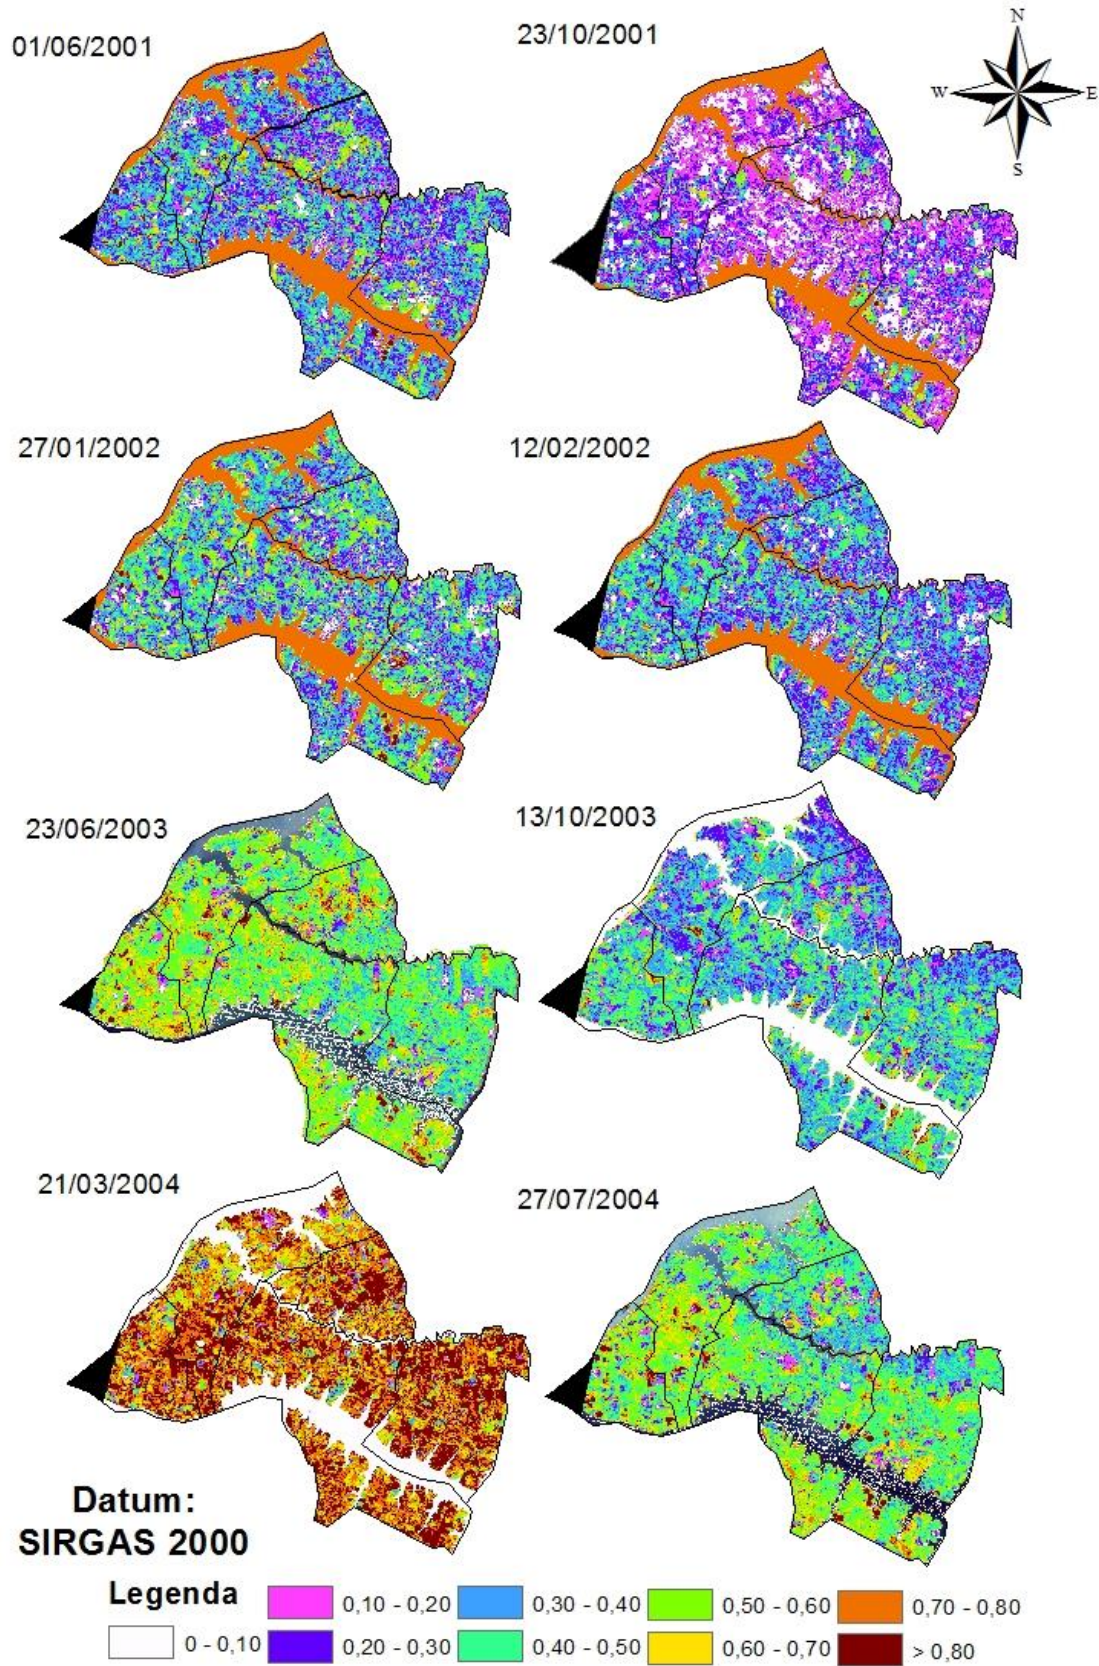 01/06/2001
23/10/2001
N
W
E
S
27/01/2002
12/02/2002
23/06/2003
13/10/2003
21/03/2004
27/07/2004
Datum:
SIRGAS 2000
Legenda
0 - 0,10
0,10 - 0,20
0,20 - 0,30
0,30 - 0,40
0,40 - 0,50
0,50 - 0,60
0,60 - 0,70
0,70 - 0,80
> 0,80